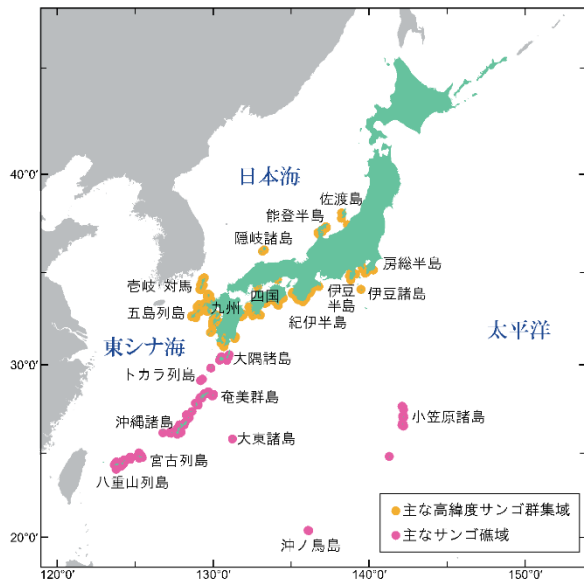 40°0'
30°0'
20°0'
日本海
佐渡島
能登半島
隠岐諸島
房総半島
壱岐・対馬
九州
四国
伊豆
半島
伊豆諸島
五島列島
紀伊半島
東シナ海
太平洋
大隅諸島
トカラ列島
奄美群島
沖縄諸島
小笠原諸島
大東諸島
宮古列島
八重山列島
沖ノ鳥島
主な高緯度サンゴ群集域
主なサンゴ礁域
120°0'
130°0'
140°0'
150°0'